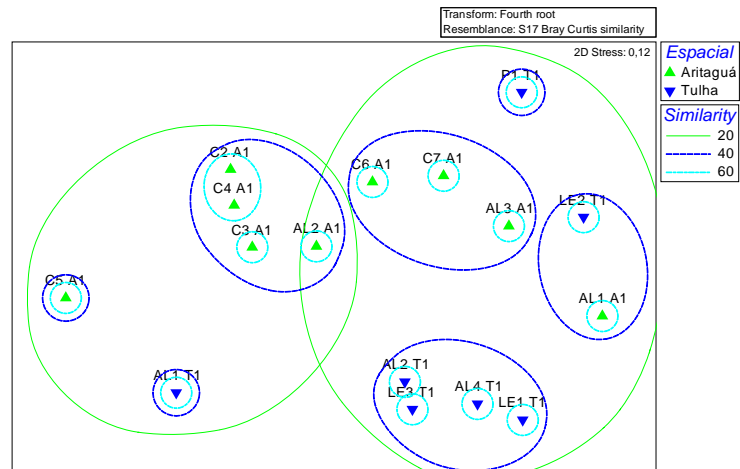 Transform: Fourth root
Resemblance: S17 Bray Curtis similarity
2D Stress: 0,12
Espacial
Aritaguá
Tulha
Similarity
20
40
60
P1 T1
C2 A1
C6 A1
C7 A1
C4 A1
LE2 T1
AL3 A1
C3 A1
AL2 A1
C5 A1
AL1 A1
AL1 T1
AL2 T1
LE3 T1
AL4 T1
LE1 T1